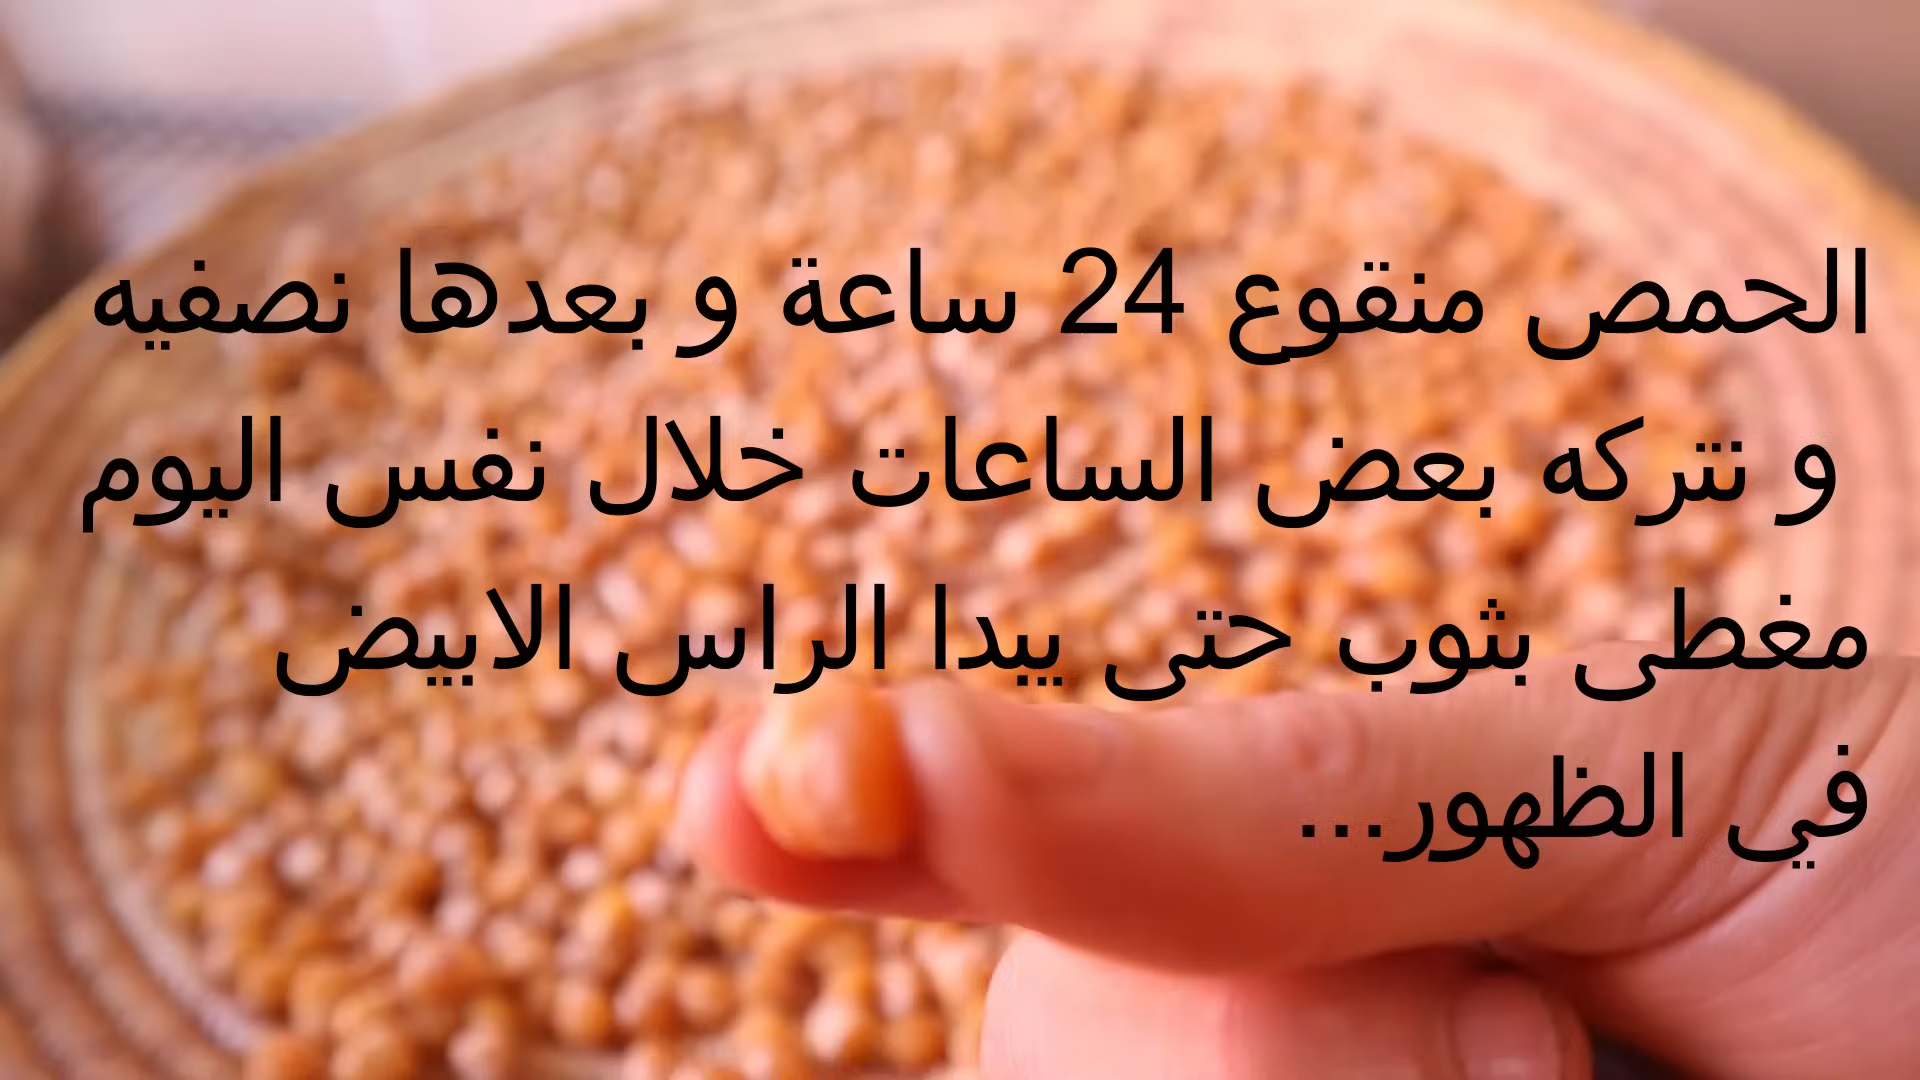 الحمص منقوع 24 ساعة و بعدها نصفيه
و نتركه بعض الساعات خلال نفس اليوم
مغطى بثوب حتى يبدا الراس الابيض
في الظهور...